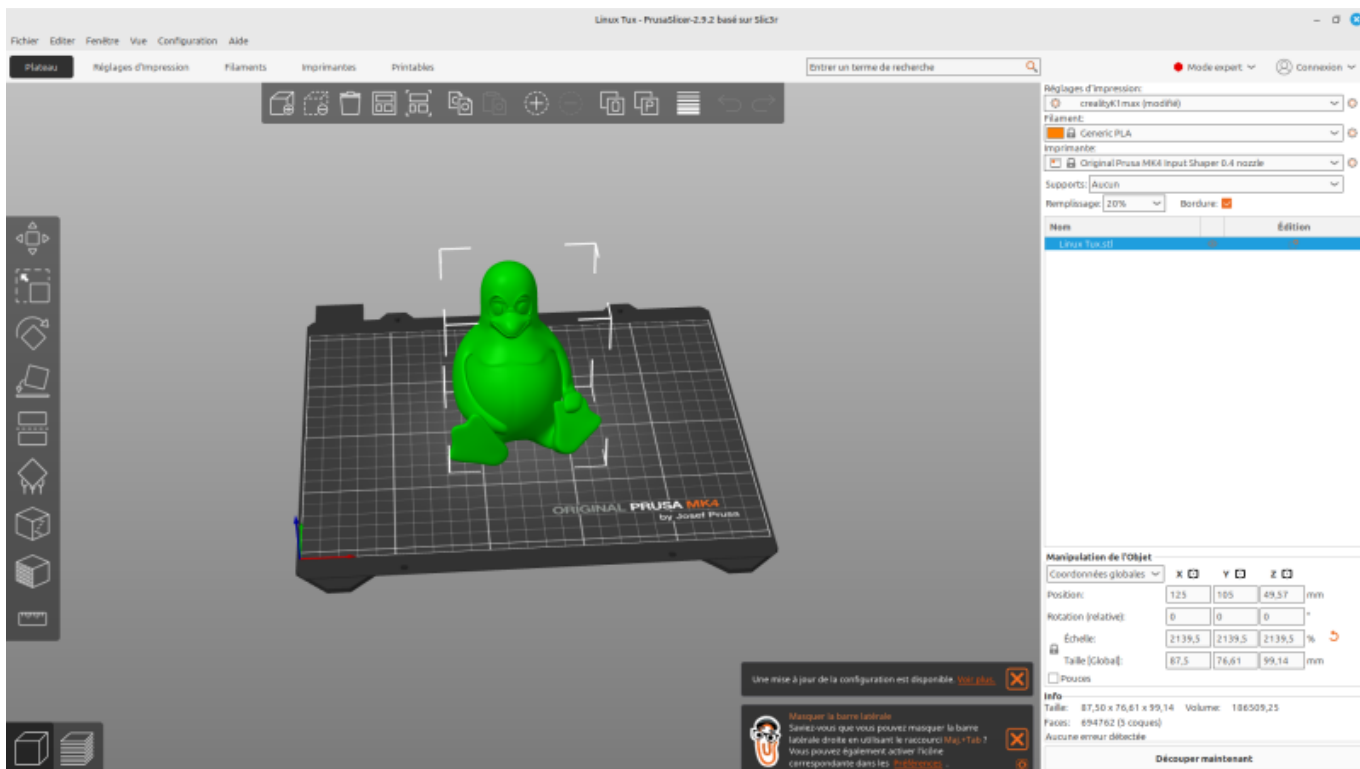 Linux Tux - PrusaSlicer-2.9.2 basé sur Slic3r
Fichier Editer Fenêtre Vue Configuration Aide
Plateau Réglages d'impression Filaments Imprimantes Printables Entrer un terme de recherche Mode expert Connexion
Réglages d'impression:
crealityK1max (modifié)
Filament:
Generic PLA
Imprimante:
Original Prusa MK4 Input Shaper 0.4 nozzle
Supports: Aucun
Remplissage: 20% Bordure:
Nom Édition
Linux Tux.stl
ORIGINAL PRUSA MK4
by Josef Prusa
Manipulation de l'Objet
Coordonnées globales X Y Z
Position: 125 105 49,57 mm
Rotation (relative): 0 0 0 °
Échelle: 2139,5 2139,5 2139,5 %
Taille [Global]: 87,5 76,61 99,14 mm
Pouces
Info
Taille: 87,50 x 76,61 x 99,14 Volume: 186509,25
Faces: 694762 (5 coques)
Aucune erreur détectée
Découper maintenant
Une mise à jour de la configuration est disponible. Voir plus.
Masquer la barre latérale
Saviez-vous que vous pouvez masquer la barre
latérale droite en utilisant le raccourci Maj.+Tab ?
Vous pouvez également activer l'icône
correspondante dans les Préférences .